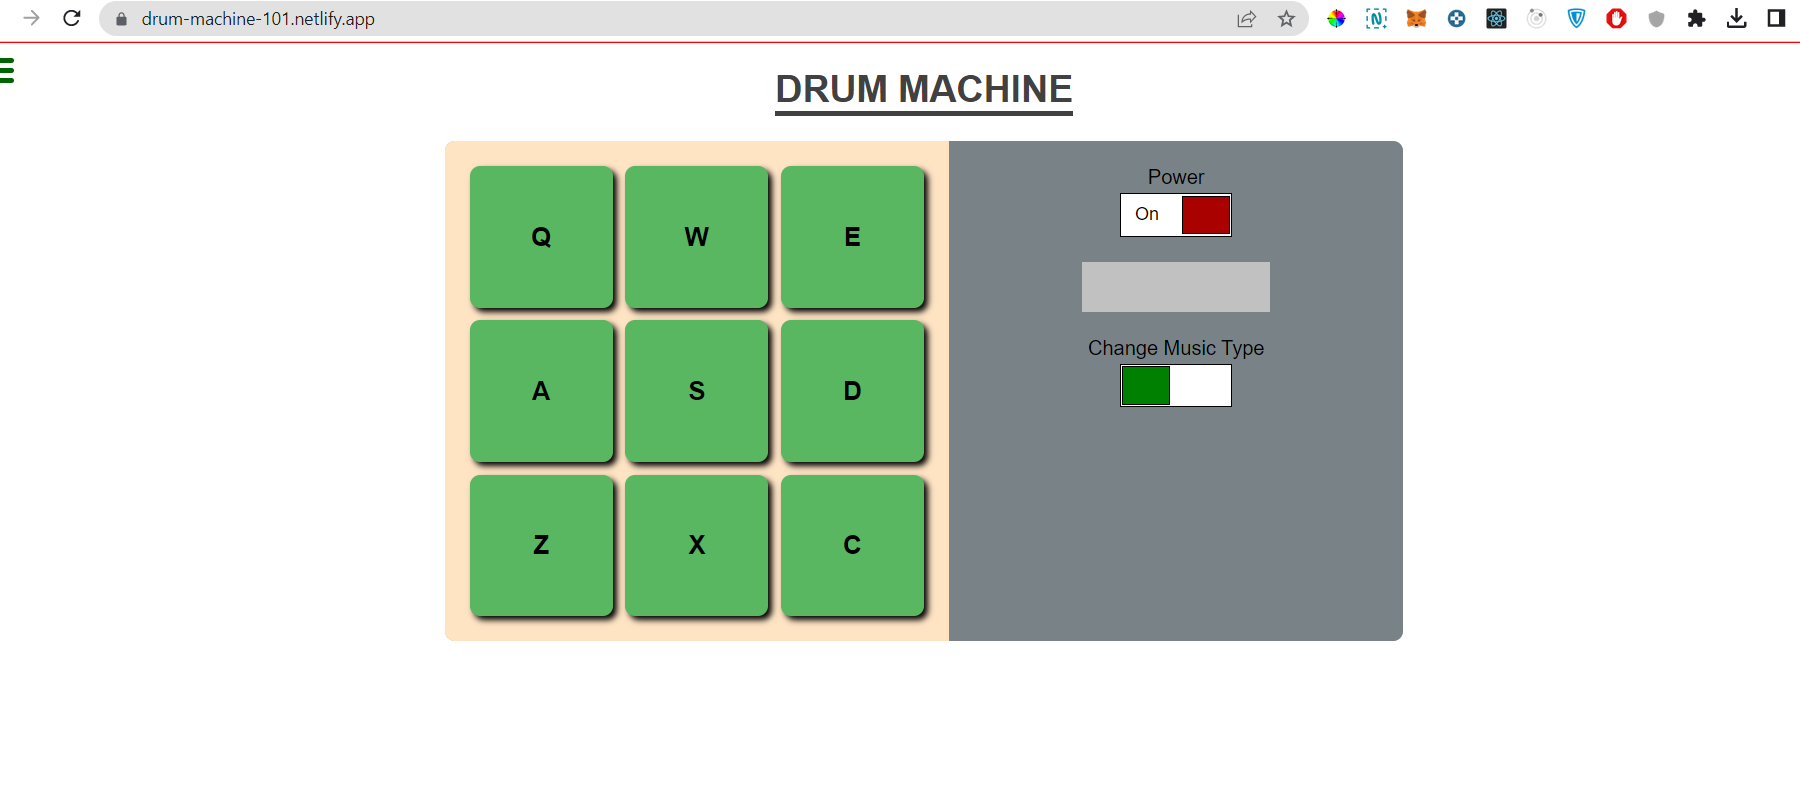 drum-machine-101.netlify.app
DRUM MACHINE
Q W E
A S D
Z X C
Power
On
Change Music Type